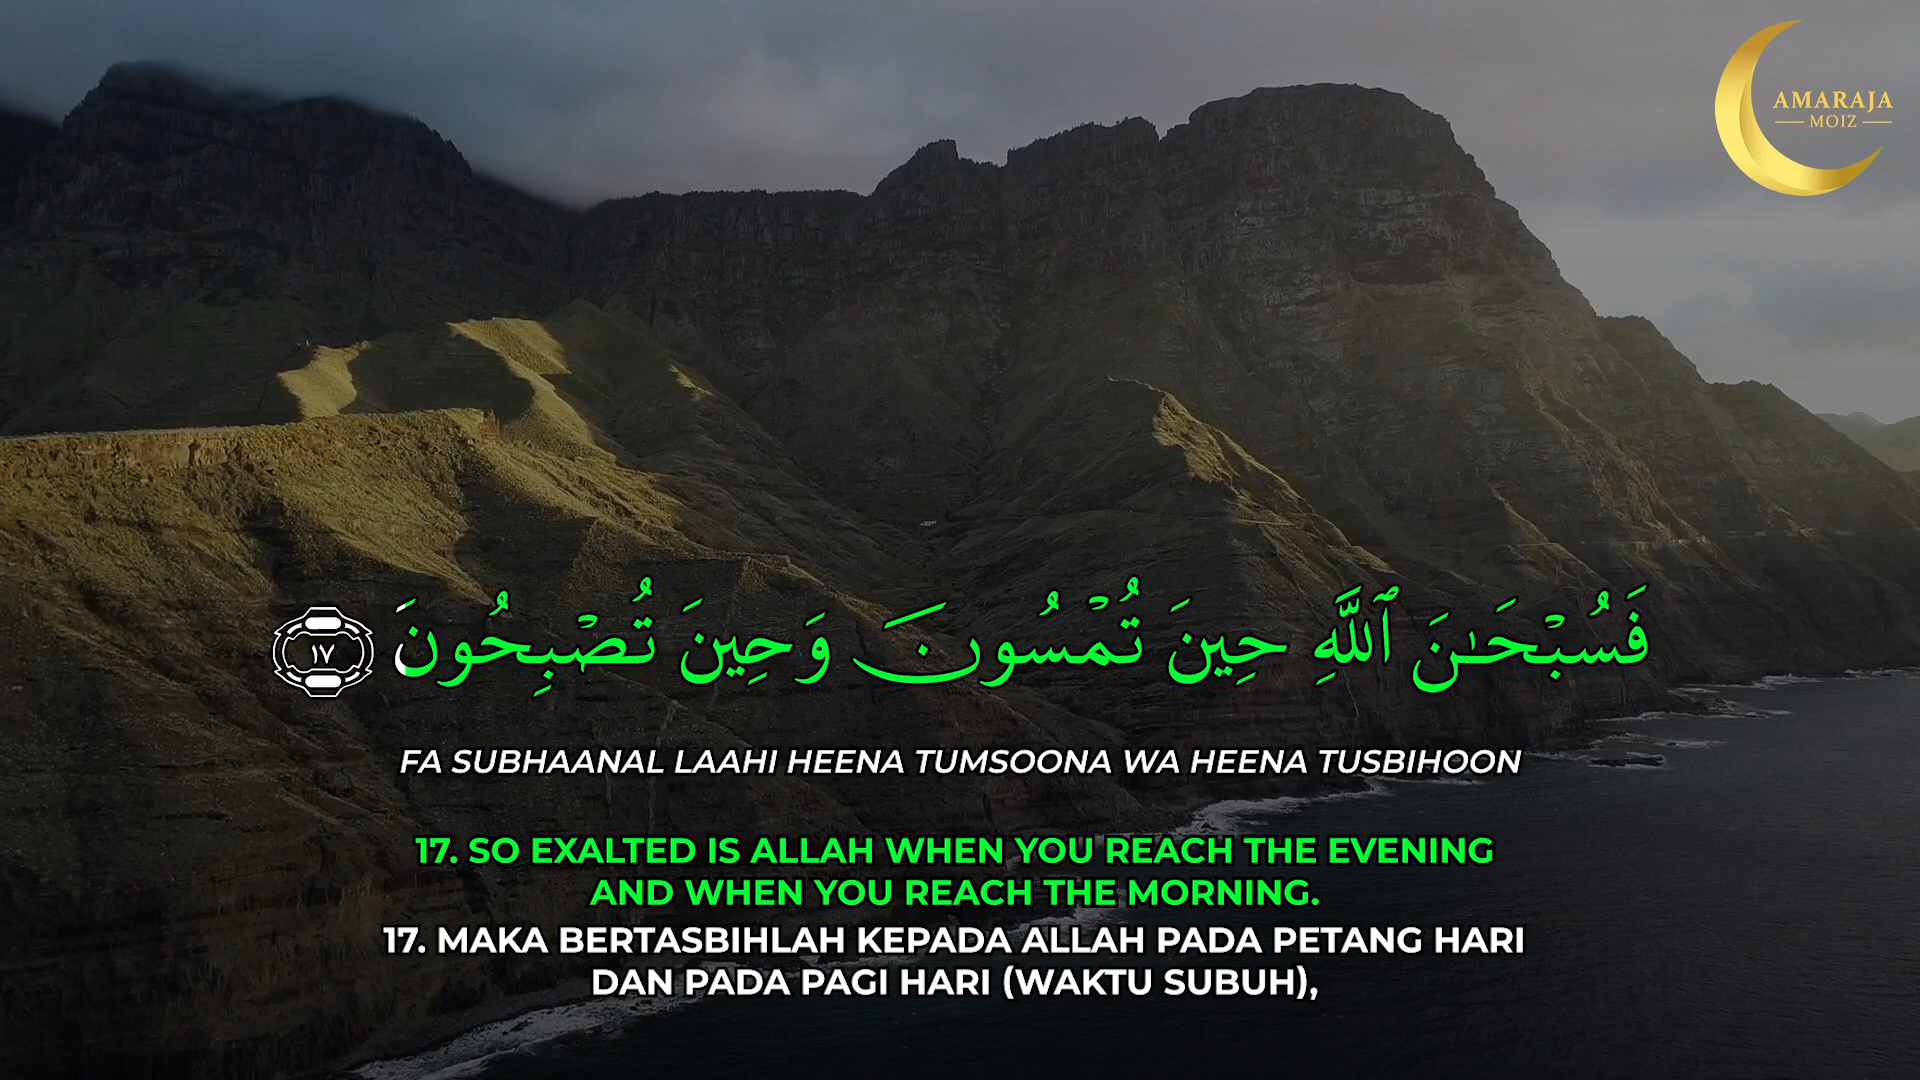 AMARAJA
MOIZ
فَسُبْحَـٰنَ ٱللَّهِ حِينَ تُمْسُونَ وَحِينَ تُصْبِحُونَ ١٧
FA SUBHAANAL LAAHI HEENA TUMSOONA WA HEENA TUSBIHOON
17. SO EXALTED IS ALLAH WHEN YOU REACH THE EVENING
AND WHEN YOU REACH THE MORNING.
17. MAKA BERTASBIHLAH KEPADA ALLAH PADA PETANG HARI
DAN PADA PAGI HARI (WAKTU SUBUH),